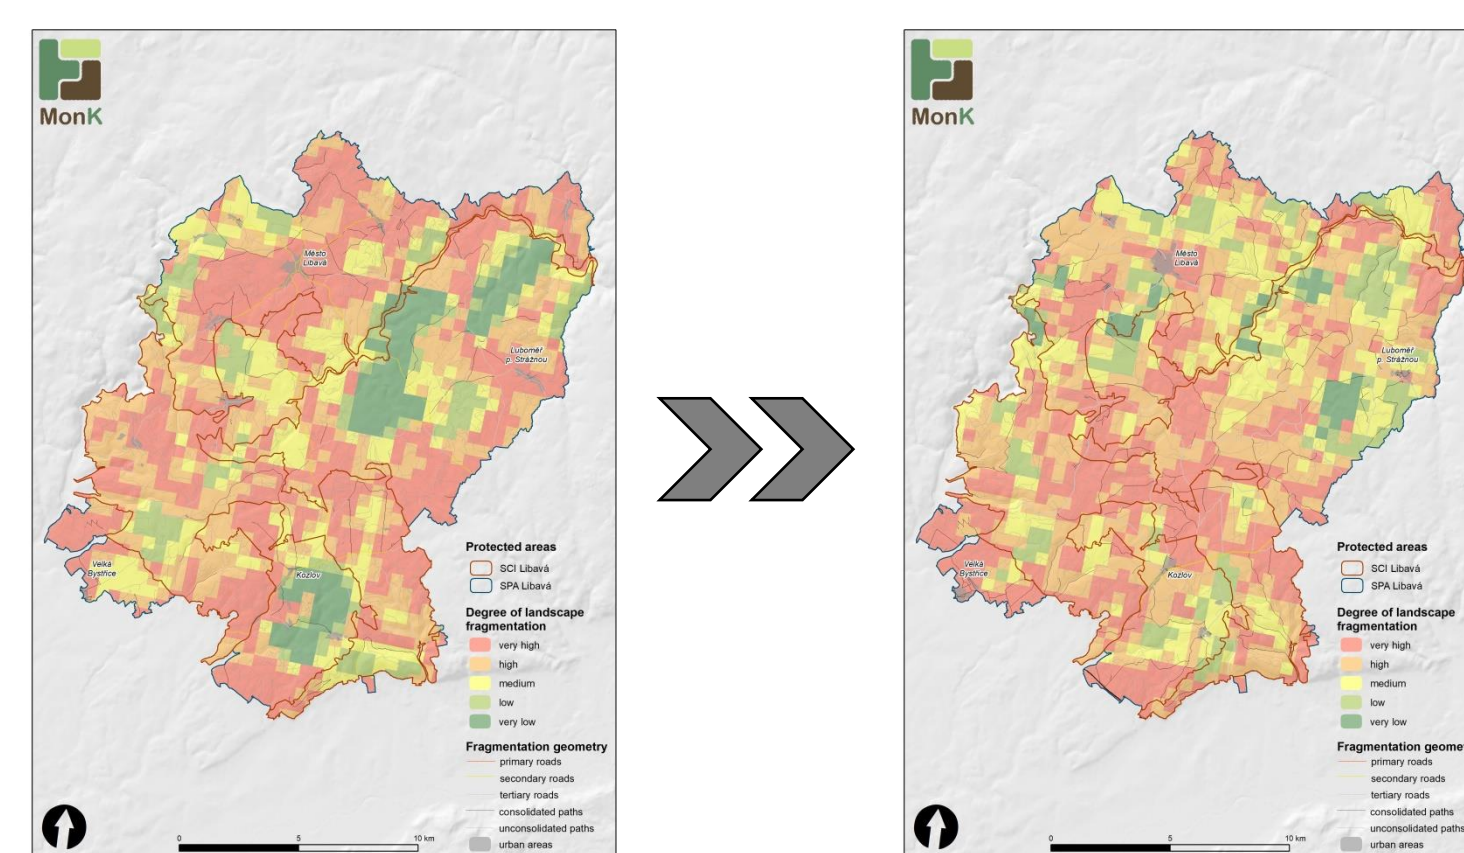 MonK
Město
Libavá
Luboměř
p. Strážnou
Velká
Bystřice
Kozlov
Protected areas
SCI Libavá
SPA Libavá
Degree of landscape
fragmentation
very high
high
medium
low
very low
Fragmentation geometry
primary roads
secondary roads
tertiary roads
consolidated paths
unconsolidated paths
urban areas
0 5 10 km
MonK
Město
Libavá
Luboměř
p. Strážnou
Velká
Bystřice
Kozlov
Protected areas
SCI Libavá
SPA Libavá
Degree of landscape
fragmentation
very high
high
medium
low
very low
Fragmentation geome
primary roads
secondary roads
tertiary roads
consolidated paths
unconsolidated paths
urban areas
0 5 10 km